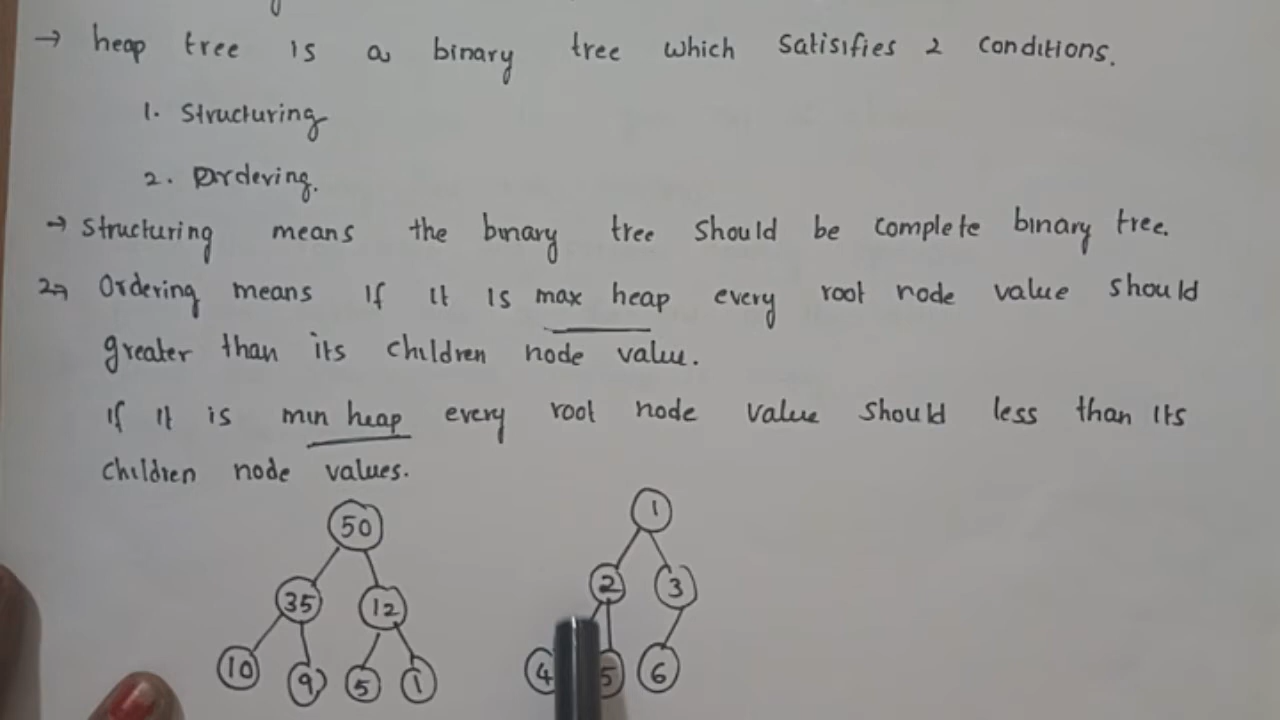 → heap tree is a binary tree which satisifies 2 conditions.
1. Structuring
2. Ordering.
→ Structuring means the binary tree should be complete binary tree.
2→ Ordering means if it is max heap every root node value should
greater than its children node value.
if it is min heap every root node value should less than its
children node values.
50 1
35 12 2 3
10 9 5 1 4 5 6